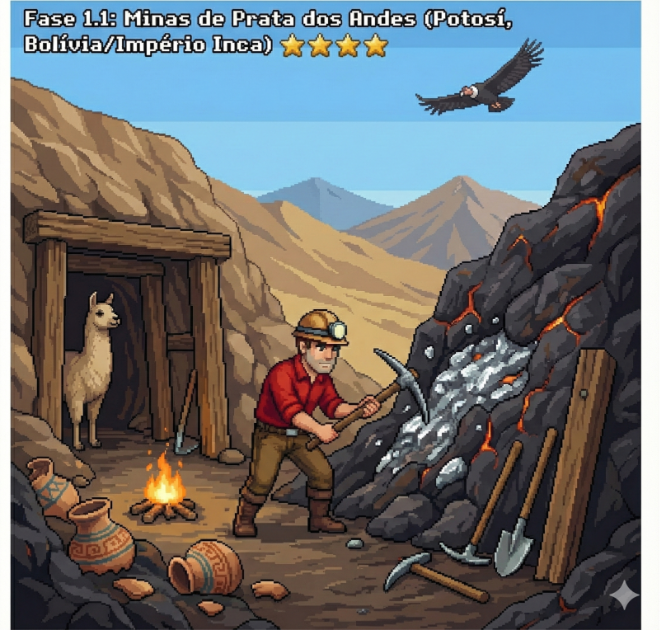 Fase 1.1: Minas de Prata dos Andes (Potosí,
Bolívia/Império Inca) ⭐⭐⭐⭐